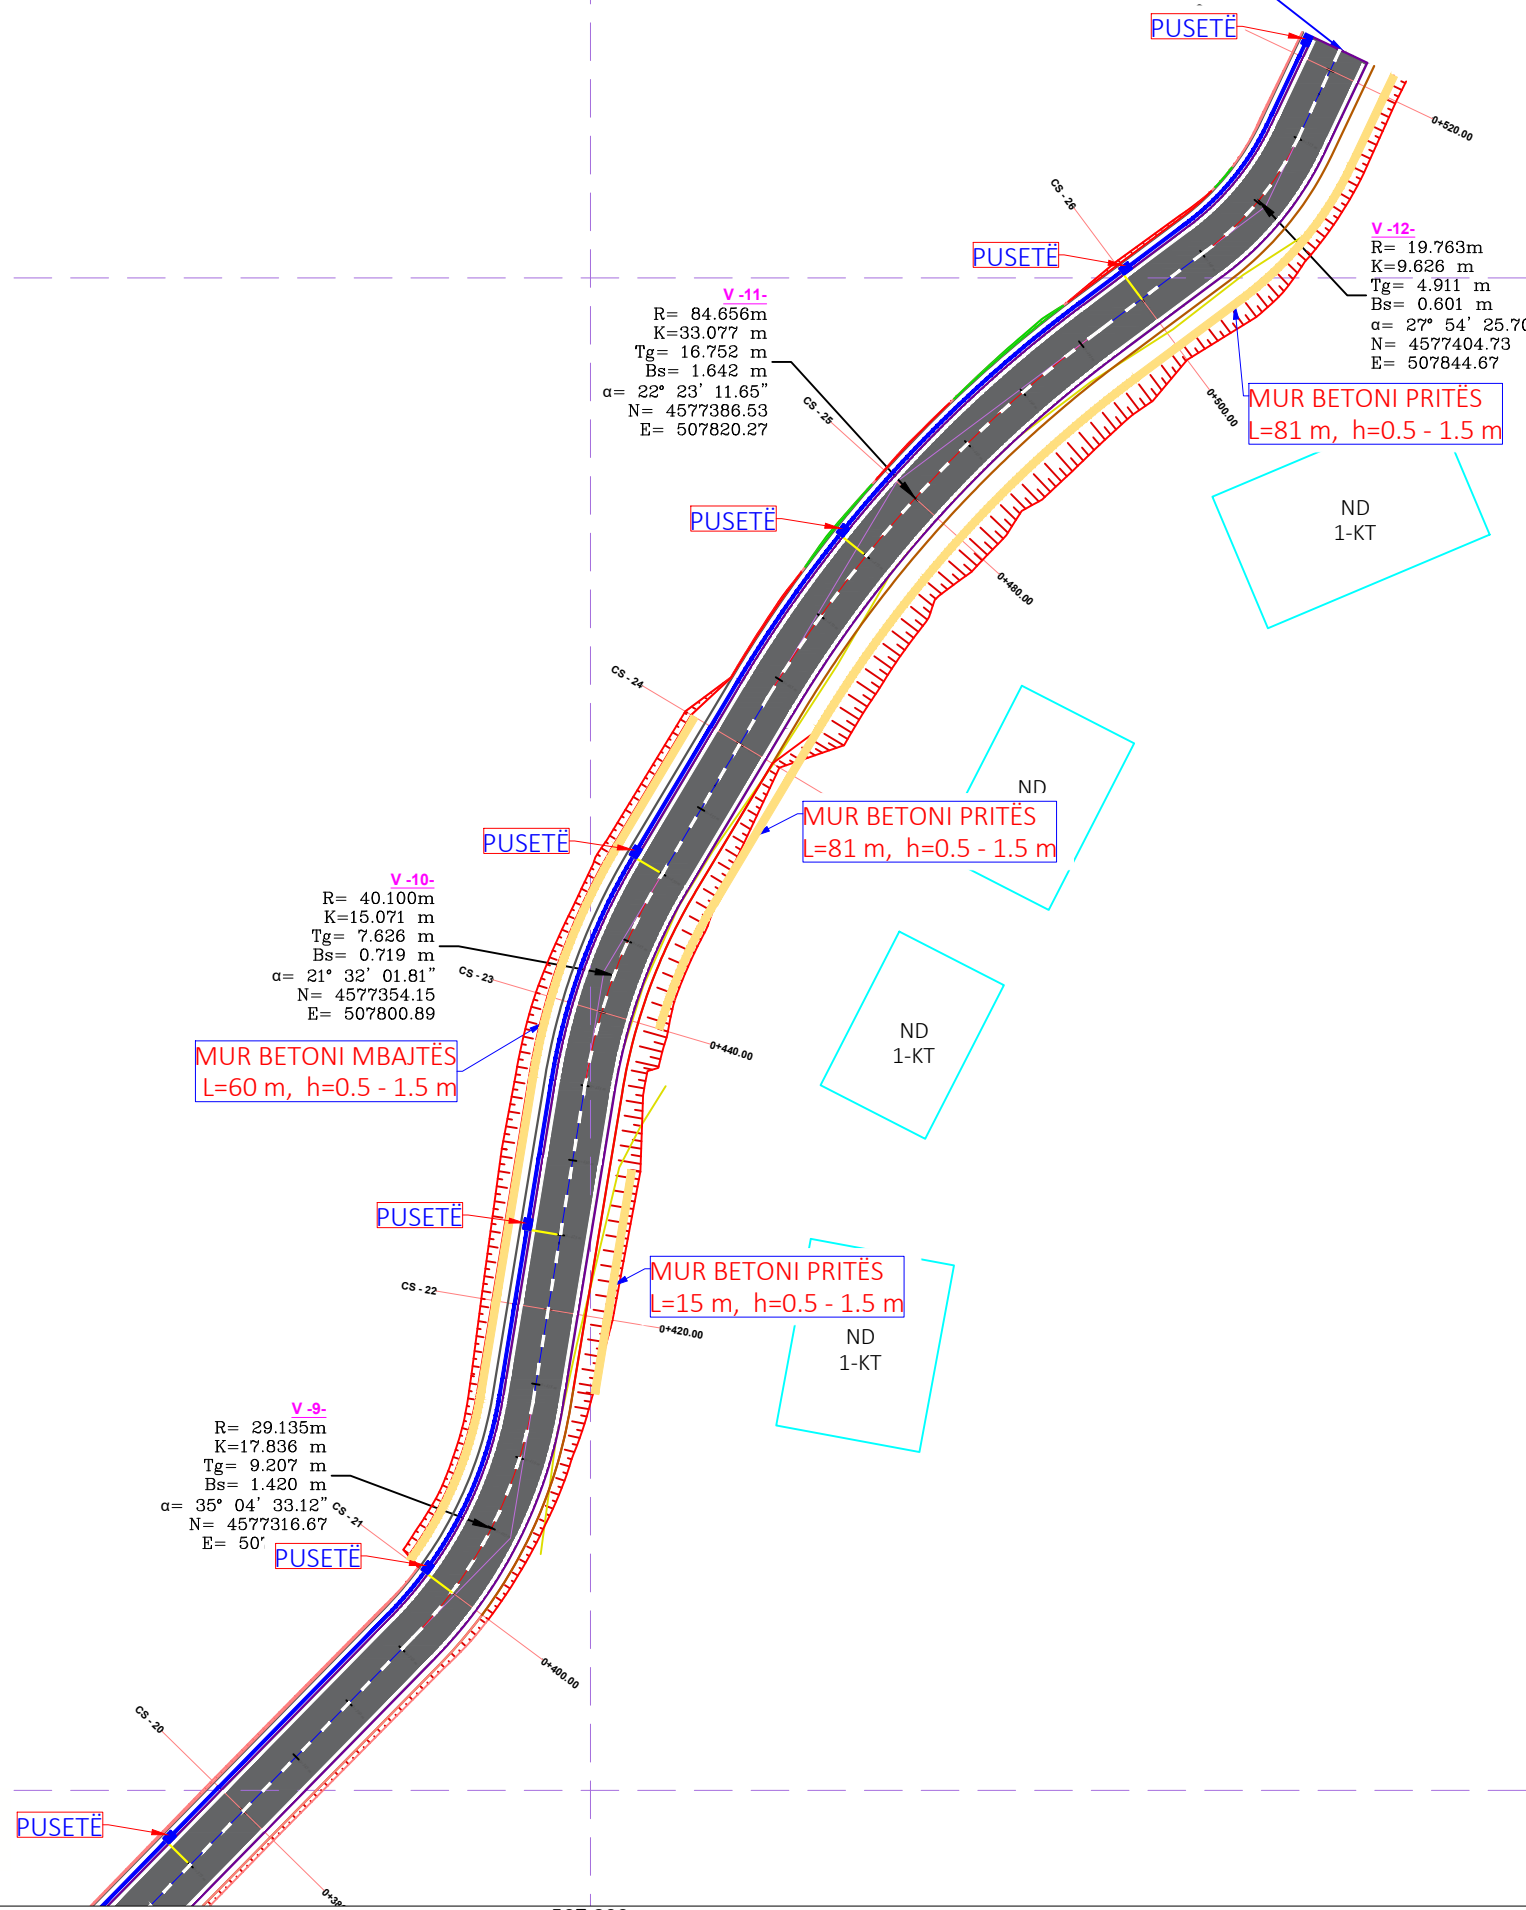 PUSETË
0+520.00
CS - 26
V -12-
R= 19.763m
K=9.626 m
Tg= 4.911 m
Bs= 0.601 m
α= 27° 54' 25.70
N= 4577404.73
E= 507844.67
PUSETË
V -11-
R= 84.656m
K=33.077 m
Tg= 16.752 m
Bs= 1.642 m
α= 22° 23' 11.65"
N= 4577386.53
E= 507820.27
CS - 25
0+500.00
MUR BETONI PRITËS
L=81 m, h=0.5 - 1.5 m
ND
1-KT
PUSETË
0+480.00
CS - 24
ND
MUR BETONI PRITËS
L=81 m, h=0.5 - 1.5 m
PUSETË
V -10-
R= 40.100m
K=15.071 m
Tg= 7.626 m
Bs= 0.719 m
α= 21° 32' 01.81"
N= 4577354.15
E= 507800.89
CS - 23
0+440.00
ND
1-KT
MUR BETONI MBAJTËS
L=60 m, h=0.5 - 1.5 m
PUSETË
CS - 22
0+420.00
MUR BETONI PRITËS
L=15 m, h=0.5 - 1.5 m
ND
1-KT
V -9-
R= 29.135m
K=17.836 m
Tg= 9.207 m
Bs= 1.420 m
α= 35° 04' 33.12"
N= 4577316.67
E= 50
CS - 21
PUSETË
0+400.00
CS - 20
PUSETË